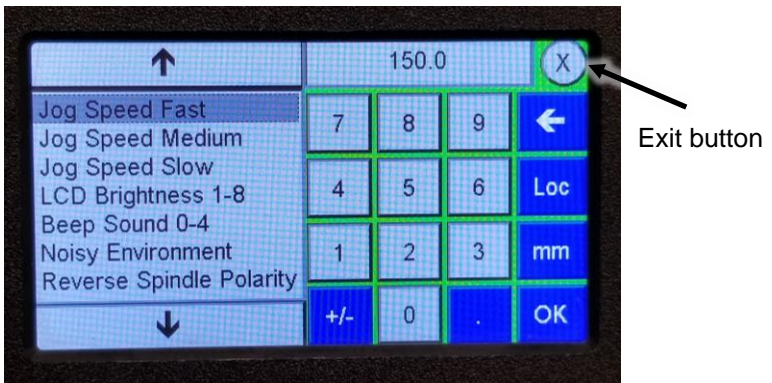 150.0
X
Jog Speed Fast
Jog Speed Medium
Jog Speed Slow
LCD Brightness 1-8
Beep Sound 0-4
Noisy Environment
Reverse Spindle Polarity
7 8 9 ←
4 5 6 Loc
1 2 3 mm
+/- 0 . OK
Exit button